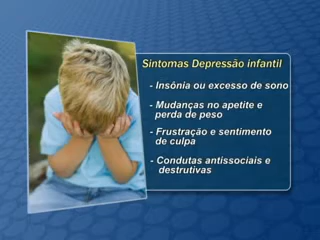 Sintomas Depressão infantil
- Insônia ou excesso de sono
- Mudanças no apetite e
perda de peso
- Frustração e sentimento
de culpa
- Condutas antissociais e
destrutivas